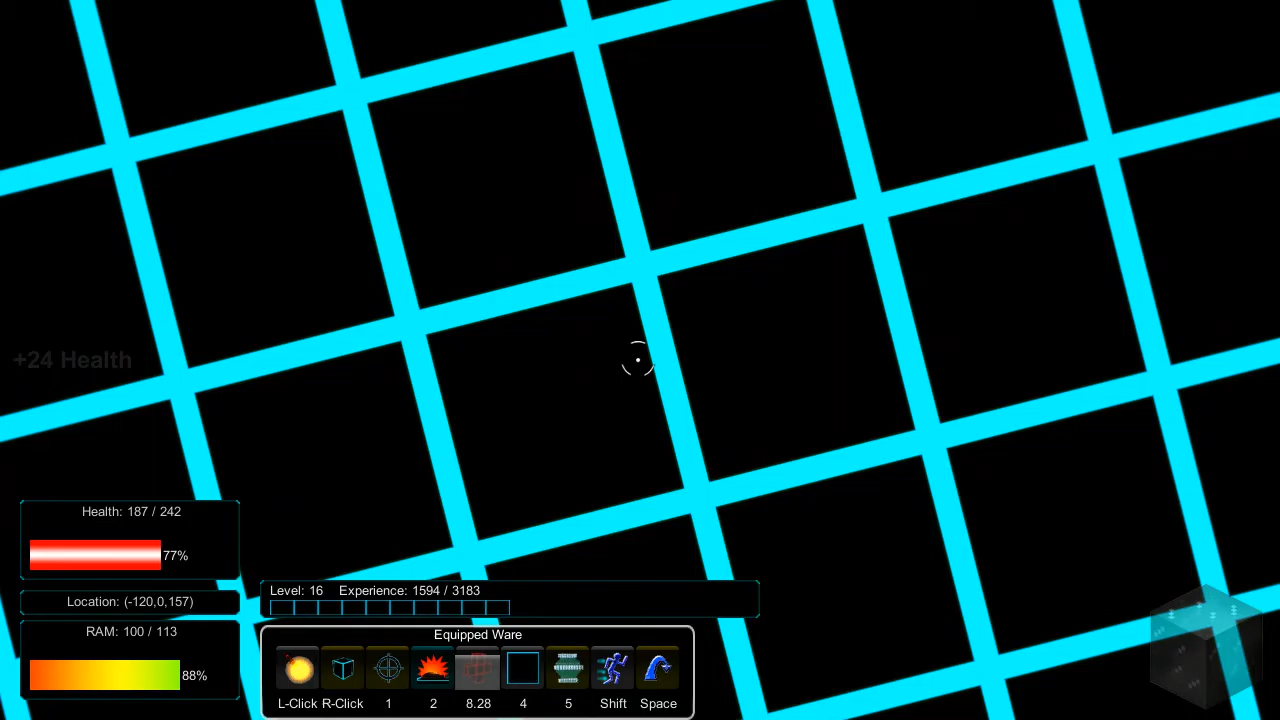 +24 Health
Health: 187 / 242
77%
Location: (-120,0,157)
RAM: 100 / 113
88%
Level: 16 Experience: 1594 / 3183
Equipped Ware
L-Click R-Click 1 2 8.28 4 5 Shift Space